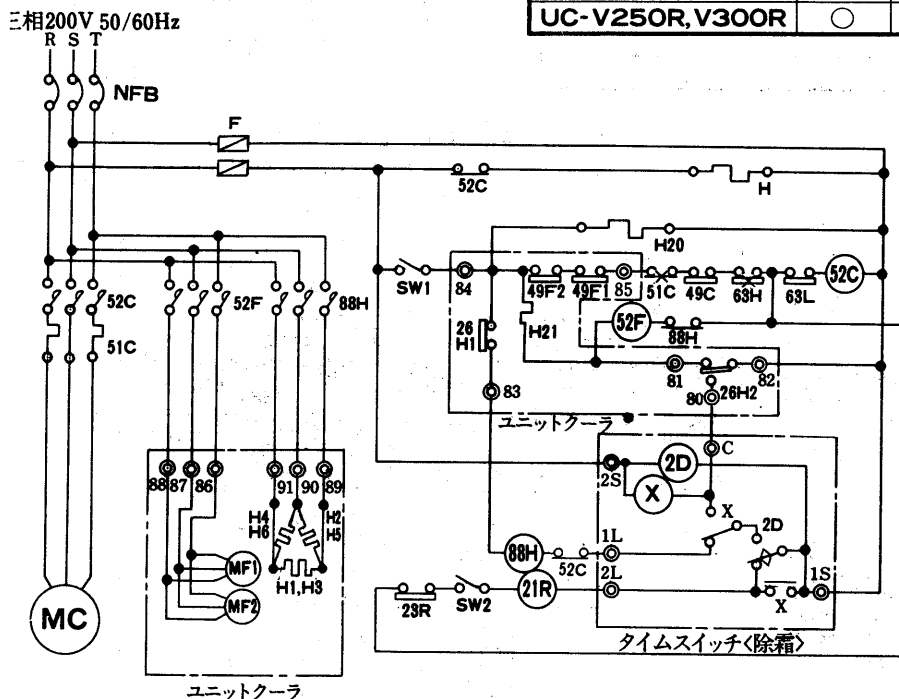 三相200V 50/60Hz
UC-V250R,V300R
R S T
NFB
F
52C
H
H20
SW1
84
49F2
49F1
85
51C
49C
63H
63L
52C
52C
52F
88H
26
H1
H21
52F
88H
51C
81
26H2
82
83
80
ユニットクーラ
C
88 87 86
91 90 89
2S
2D
X
H4
H6
H2
H5
X
2D
1L
MF1
H1,H3
88H
52C
2L
1S
MF2
23R
SW2
21R
X
MC
タイムスイッチ〈除霜〉
ユニットクーラ